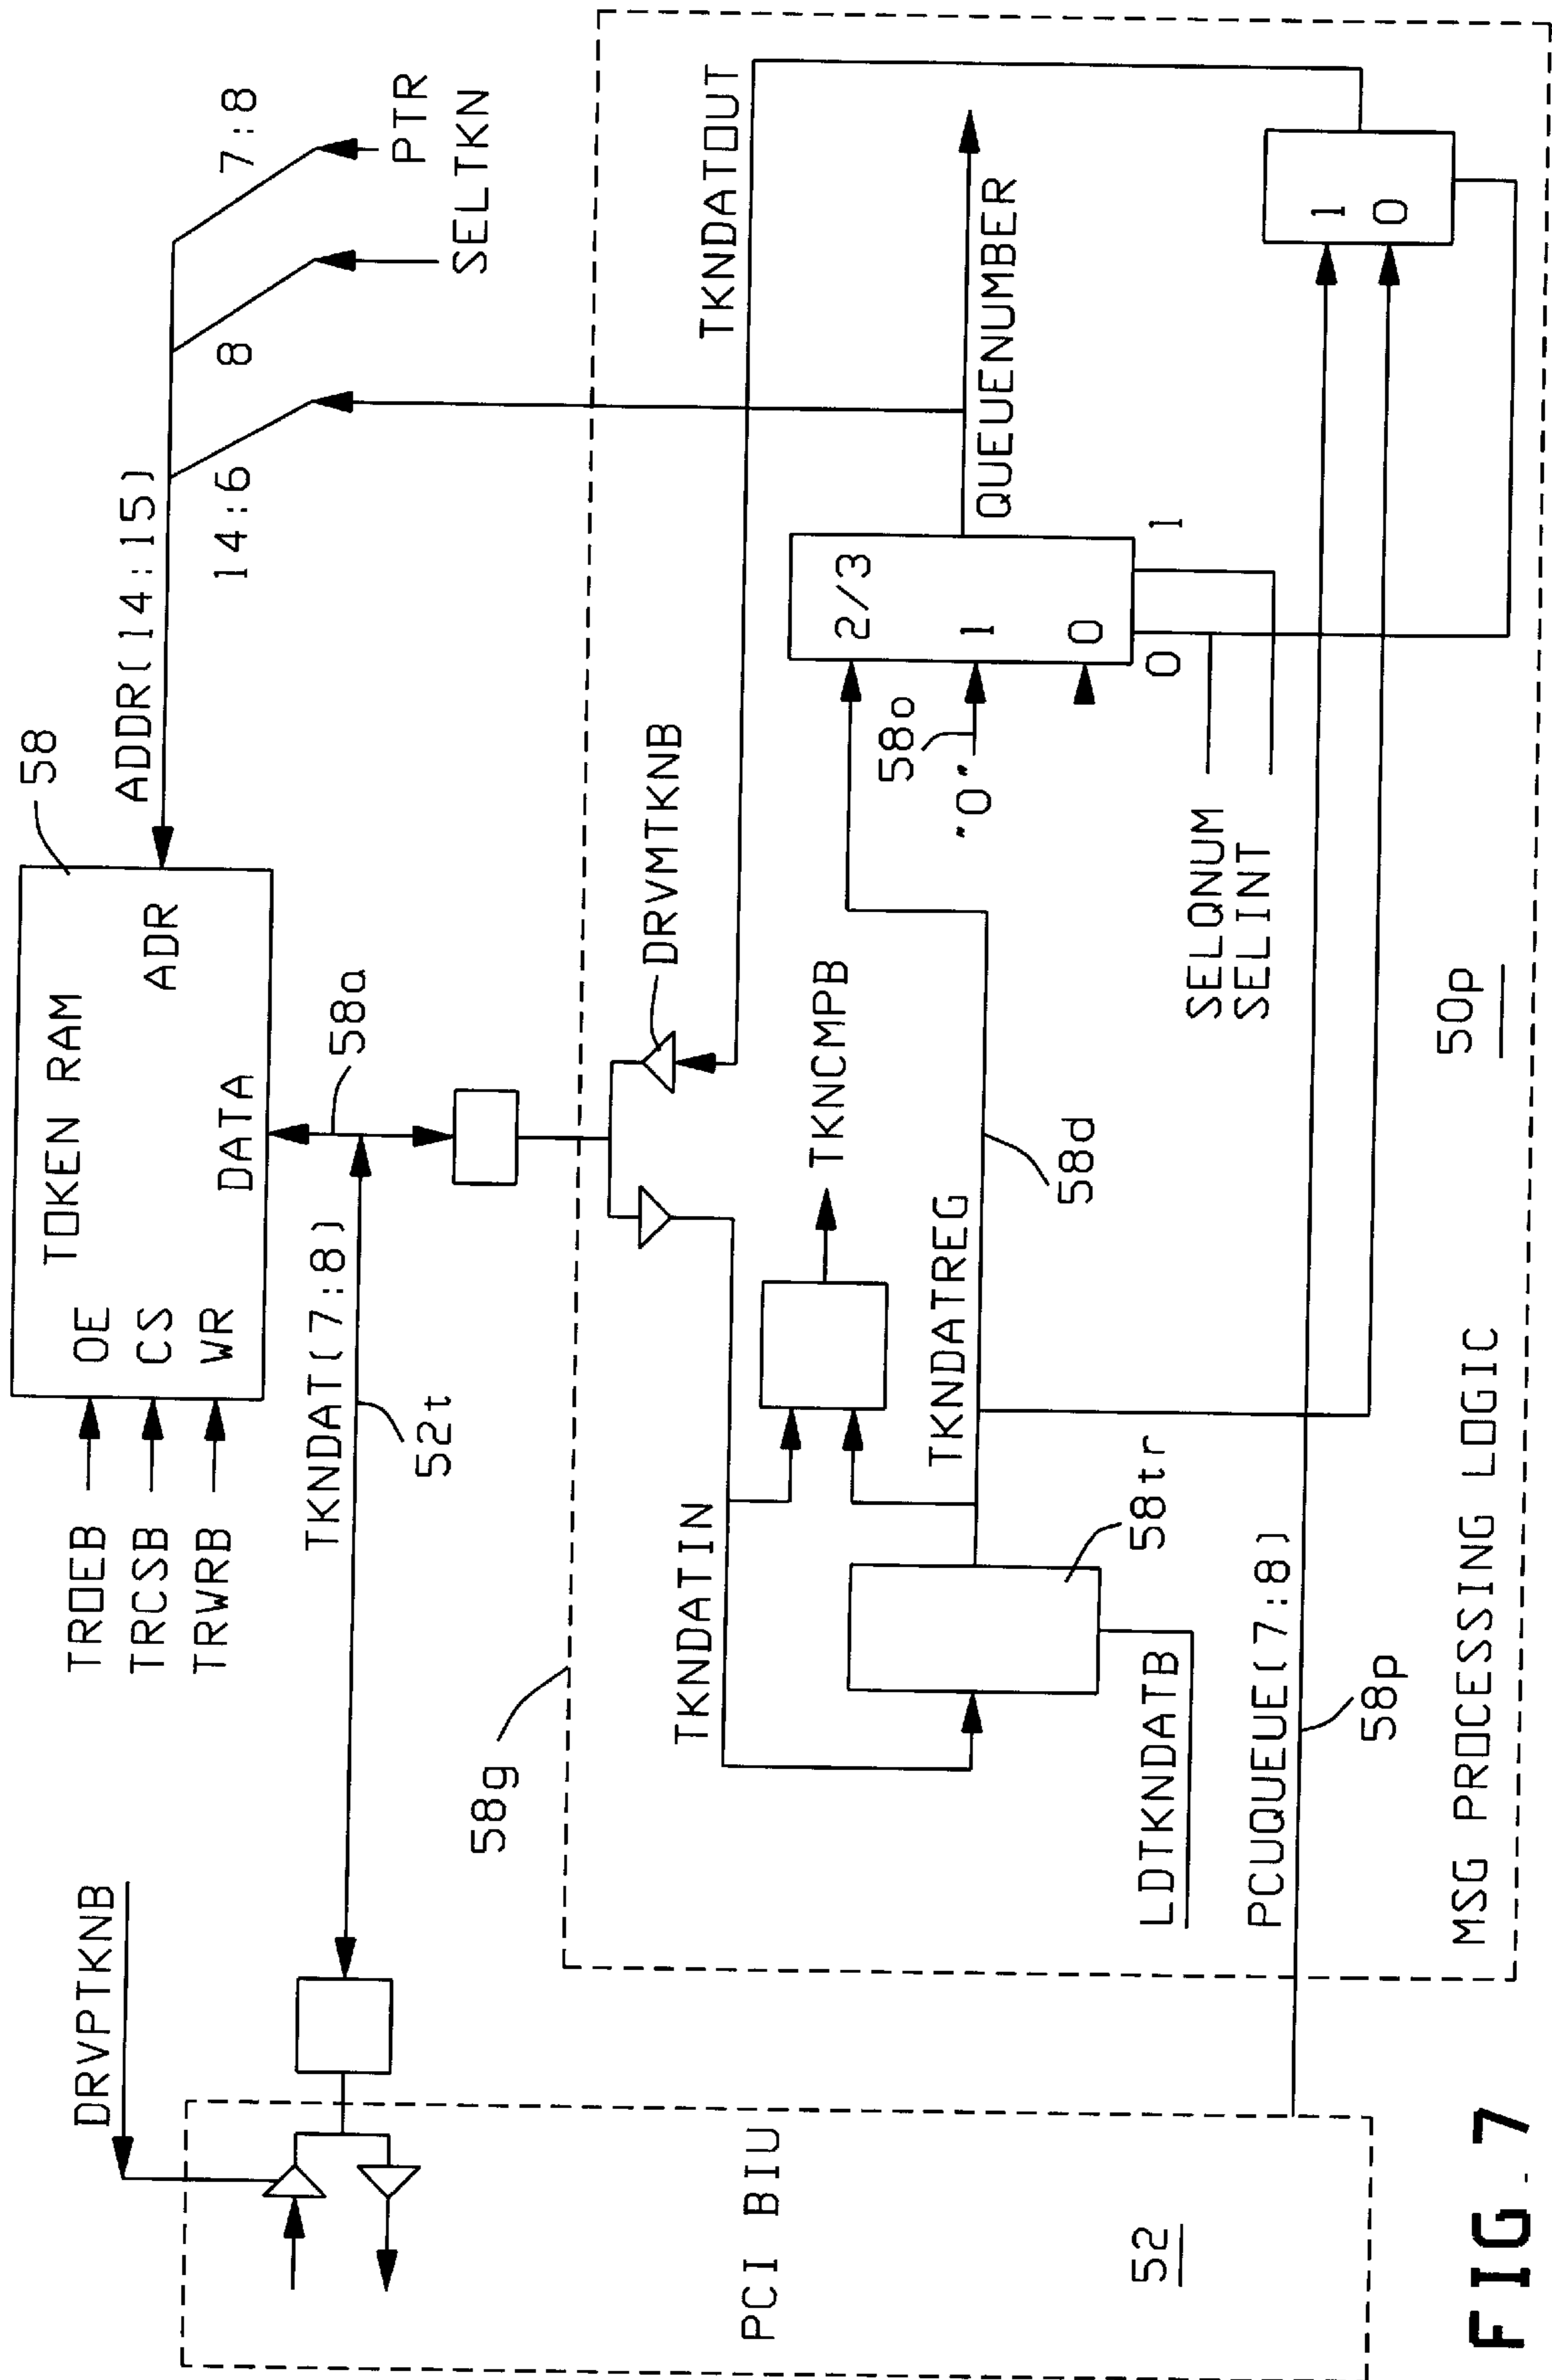 DRVPTKNB
PCI BIU
52
TROEB
TRCSB
TRWRB
OE
CS
WR
TOKEN RAM
DATA
ADR
58
ADDR(14:15)
14:6
8
7:8
SELTKN
PTR
TKNDAT(7:8)
52t
58a
58g
DRVMTKNB
TKNDATOUT
TKNDATIN
TKNCMPB
TKNDATREG
58tr
LDTKNDATB
58d
58o
"0"
2/3
1
0
0
1
QUEUENUMBER
SELQNUM
SELINT
1
0
PCUQUEUE(7:8)
58p
MSG PROCESSING LOGIC
50p
FIG. 7